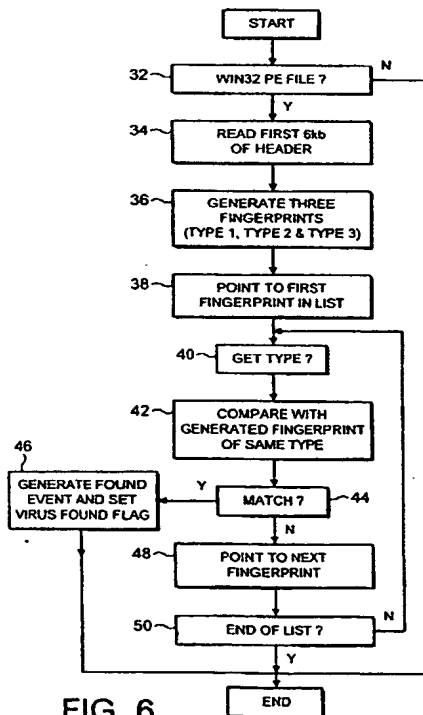 START
32
WIN32 PE FILE ?
N
Y
34
READ FIRST 6kb
OF HEADER
36
GENERATE THREE
FINGERPRINTS
(TYPE 1, TYPE 2 & TYPE 3)
38
POINT TO FIRST
FINGERPRINT IN LIST
40
GET TYPE ?
42
COMPARE WITH
GENERATED FINGERPRINT
OF SAME TYPE
46
GENERATE FOUND
EVENT AND SET
VIRUS FOUND FLAG
Y
MATCH ?
44
N
48
POINT TO NEXT
FINGERPRINT
50
END OF LIST ?
N
Y
END
FIG. 6